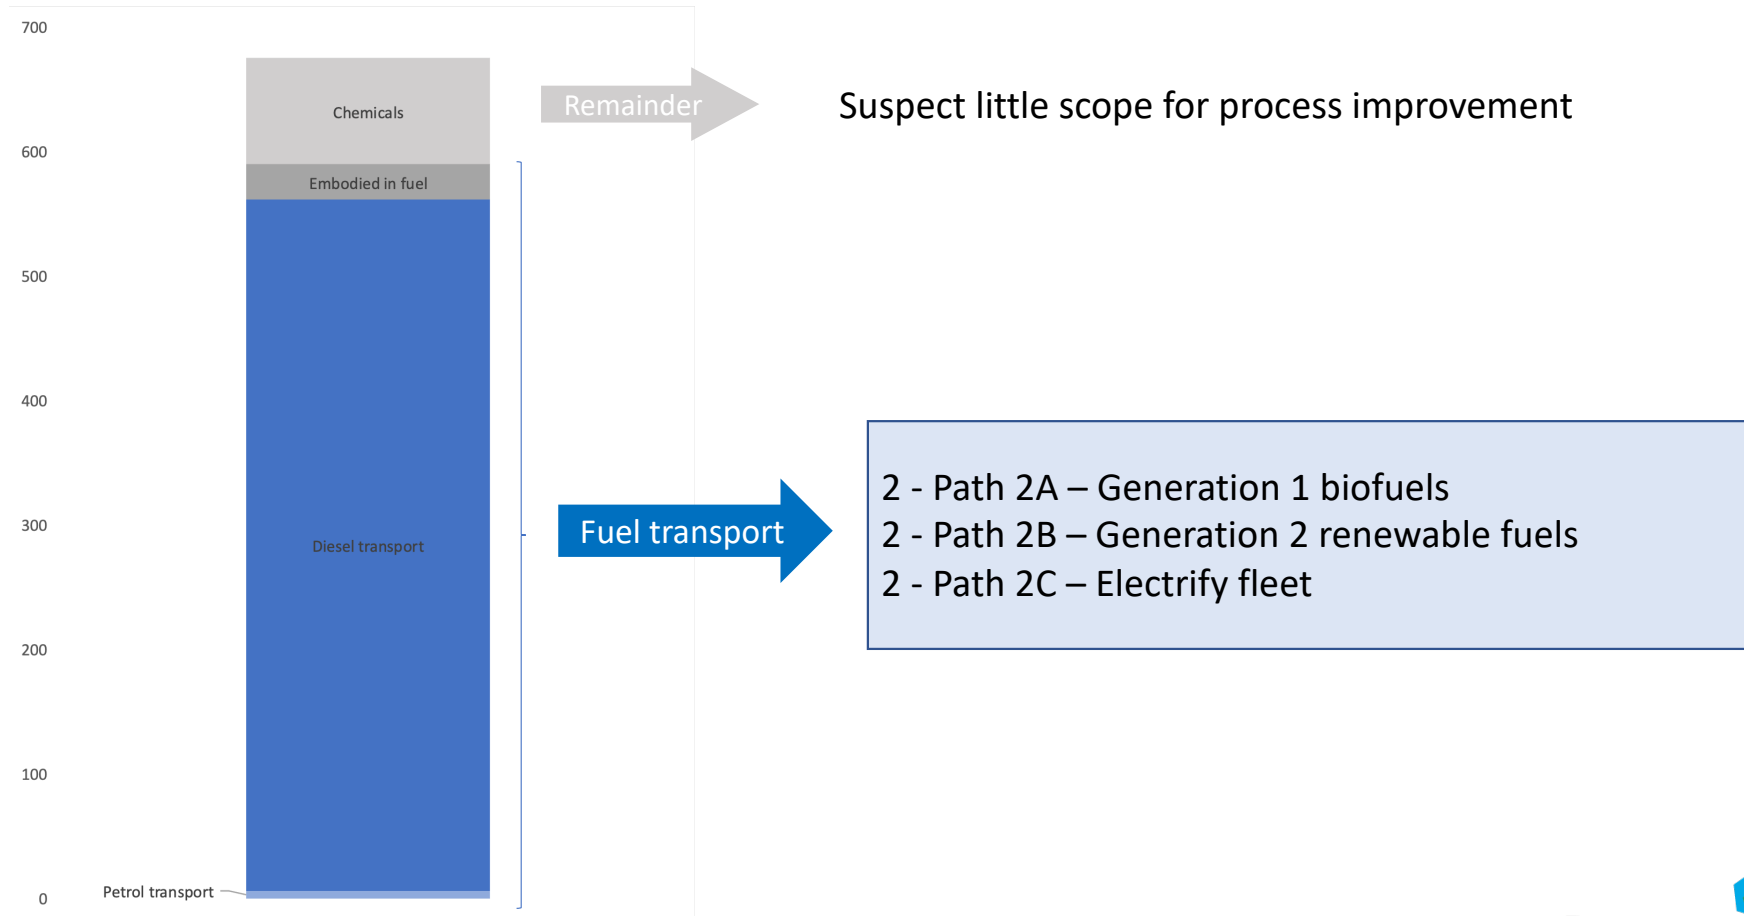 700
Chemicals
Remainder
Suspect little scope for process improvement
600
Embodied in fuel
500
400
2 - Path 2A – Generation 1 biofuels
300
Diesel transport
Fuel transport
2 - Path 2B – Generation 2 renewable fuels
2 - Path 2C – Electrify fleet
200
100
Petrol transport
0